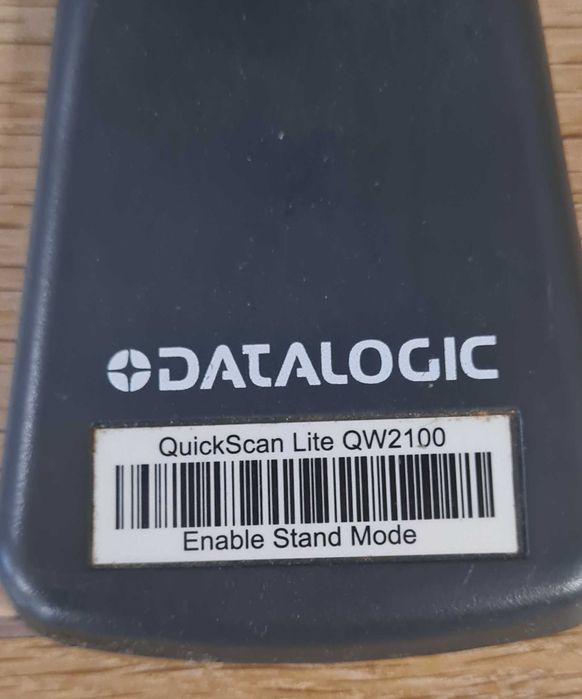 DATALOGIC
QuickScan Lite QW2100
Enable Stand Mode